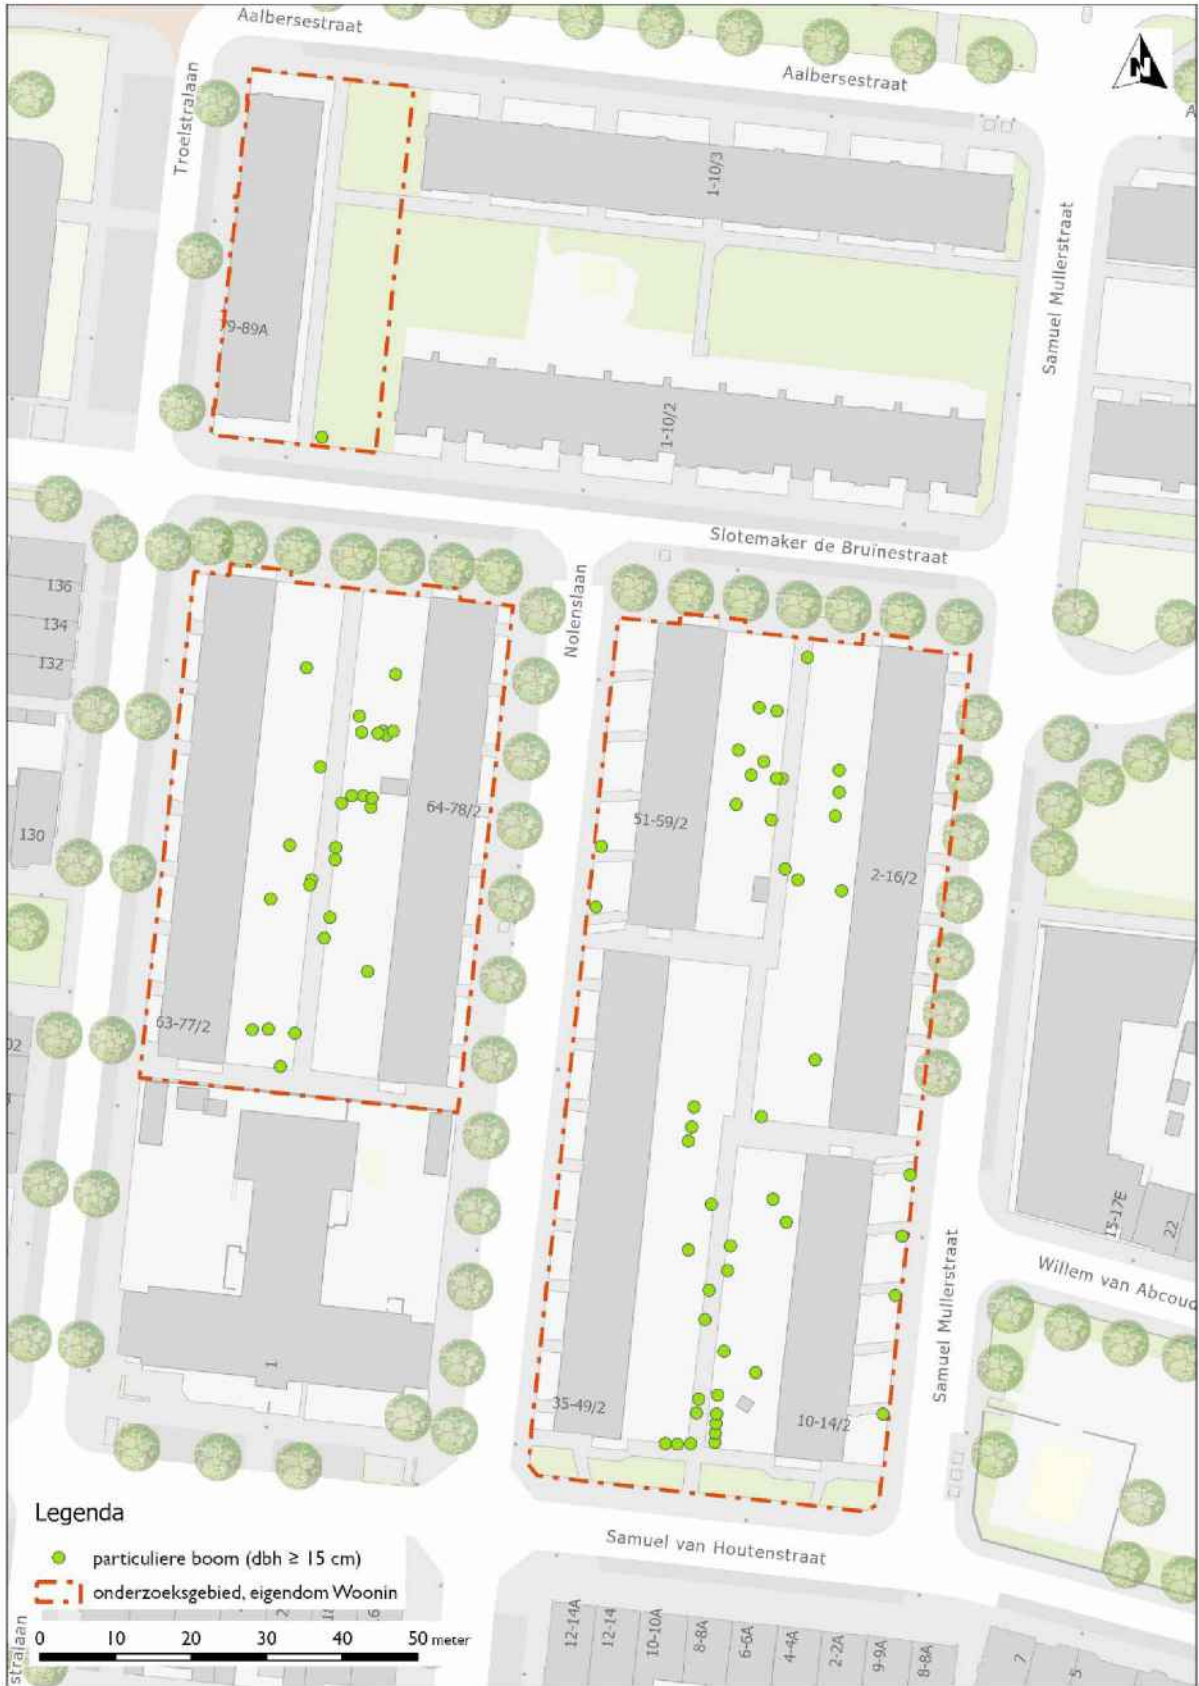 Aalbersestraat
Aalbersestraat
N
Troelstralaan
1-10/3
Samuel Mullerstraat
79-89A
1-10/2
Slotemaker de Bruïnestraat
Nolenslaan
136
134
132
130
64-78/2
51-59/2
2-16/2
63-77/2
15-17E
22
Willem van Abcoud
Samuel Mullerstraat
1
35-49/2
10-14/2
Samuel van Houtenstraat
Legenda
particuliere boom (dbh ≥ 15 cm)
onderzoeksgebied, eigendom Woonin
0 10 20 30 40 50 meter
stralaan
12-14A
12-14
10-10A
8-8A
6-6A
4-4A
2-2A
9-9A
8-8A
7
5